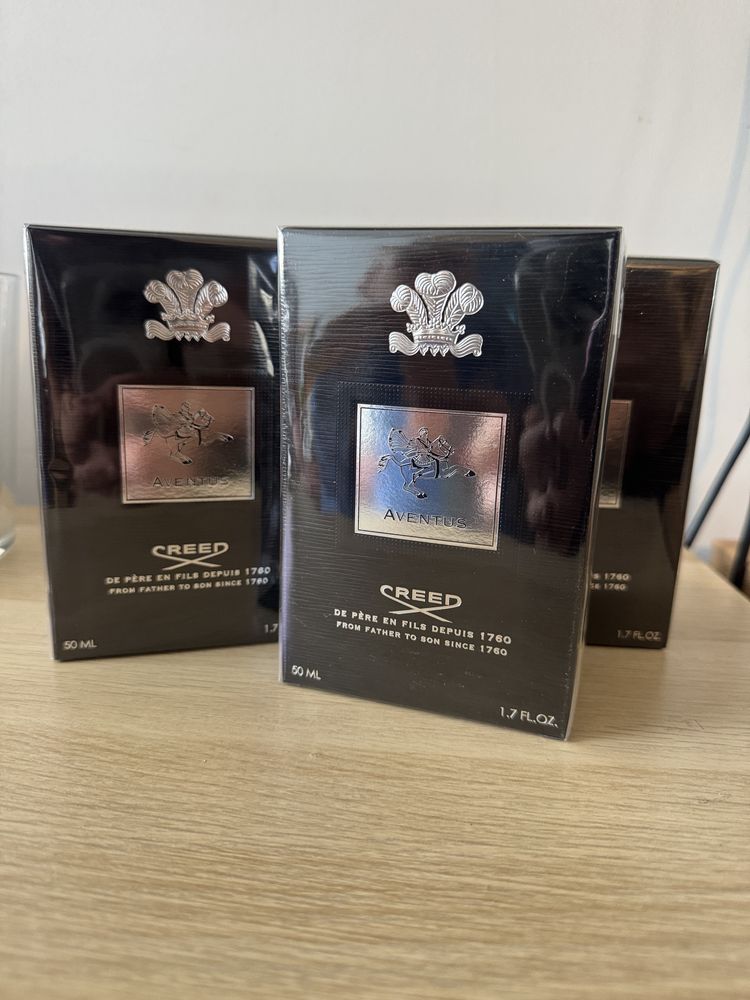 AVENTUS
CREED
DE PÈRE EN FILS DEPUIS 1760
FROM FATHER TO SON SINCE 1760
50 ML
1.7
AVENTUS
CREED
DE PÈRE EN FILS DEPUIS 1760
FROM FATHER TO SON SINCE 1760
50 ML
1.7 FL.OZ.
1760
1760
1.7 FL.OZ.